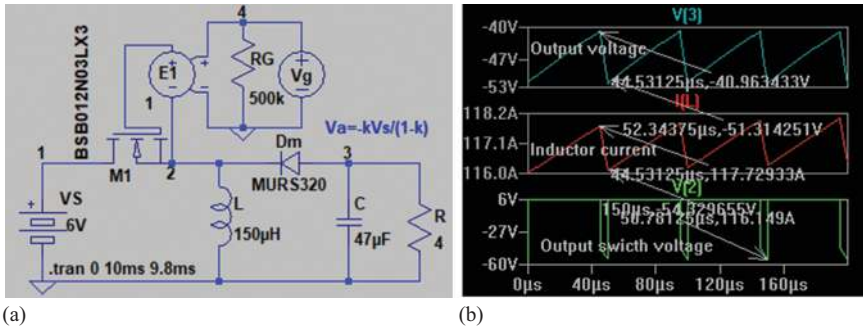 4
E1
RG
500k
Vg
BSB012N03LX3
1
Va=-kVs/(1-k)
Dm
1
M1
2
3
MURS320
VS
6V
L
150µH
C
47µF
R
4
.tran 0 10ms 9.8ms
(a)
V(3)
-40V
-47V
-53V
Output voltage
44.53125µs,-40.963433V
I(L)
118.2A
117.1A
116.0A
52.34375µs,-51.314251V
Inductor current
44.53125µs,117.72933A
V(2)
6V
-27V
-60V
150µs,-54.329655V
50.78125µs,116.149A
Output swicth voltage
0µs
40µs
80µs
120µs
160µs
(b)